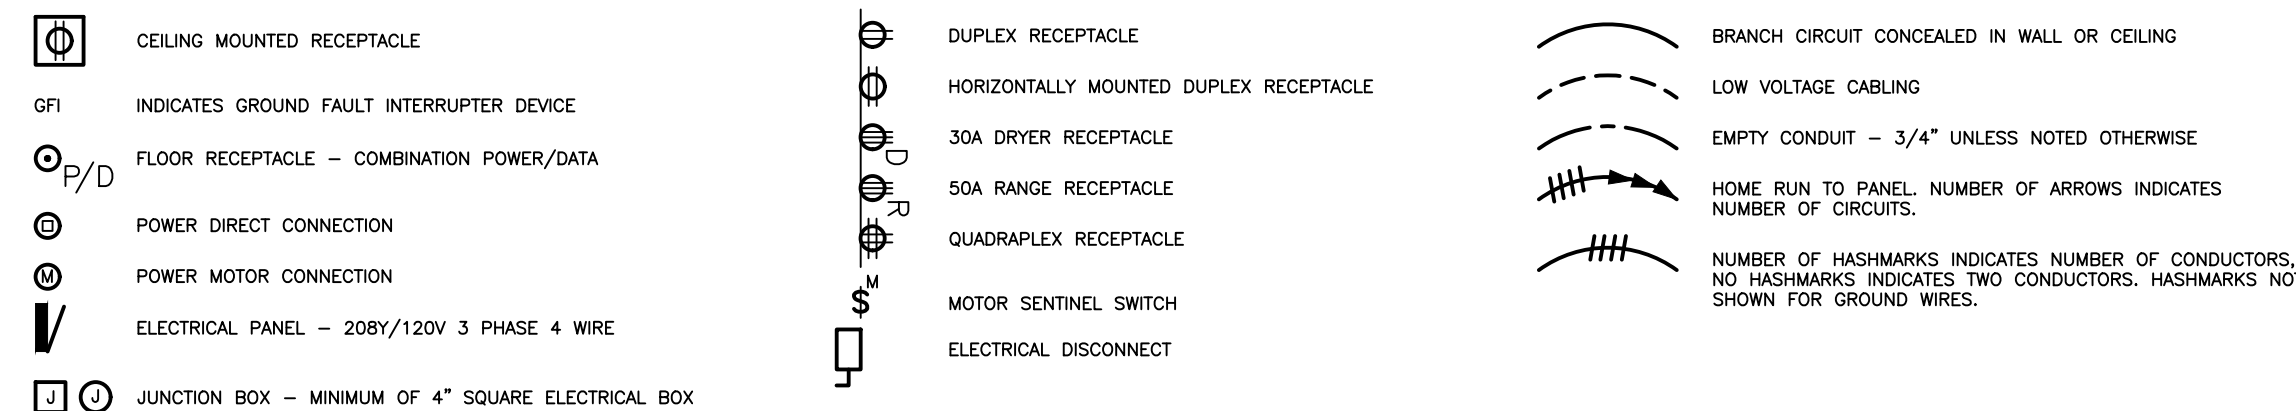 CEILING MOUNTED RECEPTACLE
GFI INDICATES GROUND FAULT INTERRUPTER DEVICE
P/D FLOOR RECEPTACLE – COMBINATION POWER/DATA
POWER DIRECT CONNECTION
M POWER MOTOR CONNECTION
ELECTRICAL PANEL – 208Y/120V 3 PHASE 4 WIRE
J J JUNCTION BOX – MINIMUM OF 4" SQUARE ELECTRICAL BOX
DUPLEX RECEPTACLE
HORIZONTALLY MOUNTED DUPLEX RECEPTACLE
D 30A DRYER RECEPTACLE
R 50A RANGE RECEPTACLE
QUADRAPLEX RECEPTACLE
$ M MOTOR SENTINEL SWITCH
ELECTRICAL DISCONNECT
BRANCH CIRCUIT CONCEALED IN WALL OR CEILING
LOW VOLTAGE CABLING
EMPTY CONDUIT – 3/4" UNLESS NOTED OTHERWISE
HOME RUN TO PANEL. NUMBER OF ARROWS INDICATES
NUMBER OF CIRCUITS.
NUMBER OF HASHMARKS INDICATES NUMBER OF CONDUCTORS,
NO HASHMARKS INDICATES TWO CONDUCTORS. HASHMARKS
SHOWN FOR GROUND WIRES.